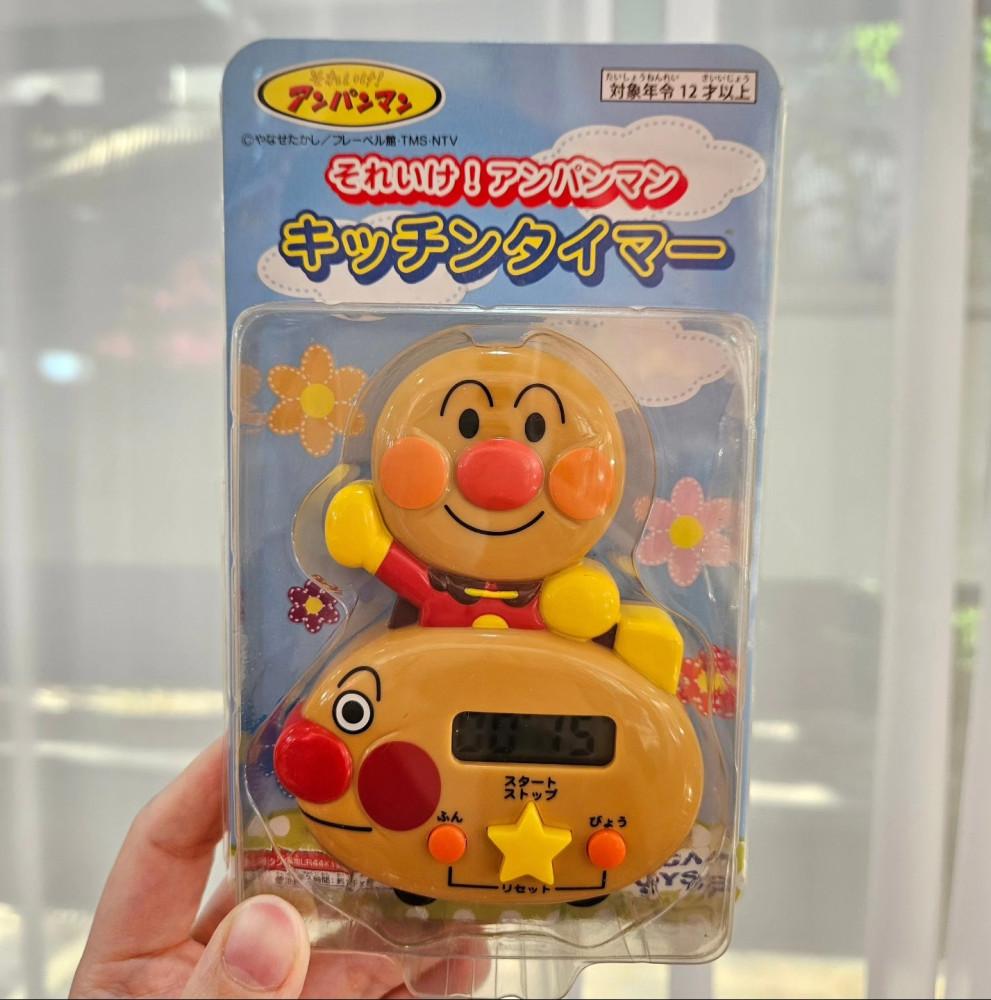 それいけ!
アンパンマン
たいしょうねんれい さいいじょう
対象年令 12 才以上
©やなせたかし/フレーベル館・TMS・NTV
それいけ!アンパンマン
キッチンタイマー
00 15
スタート
ストップ
ふん
びょう
リセット